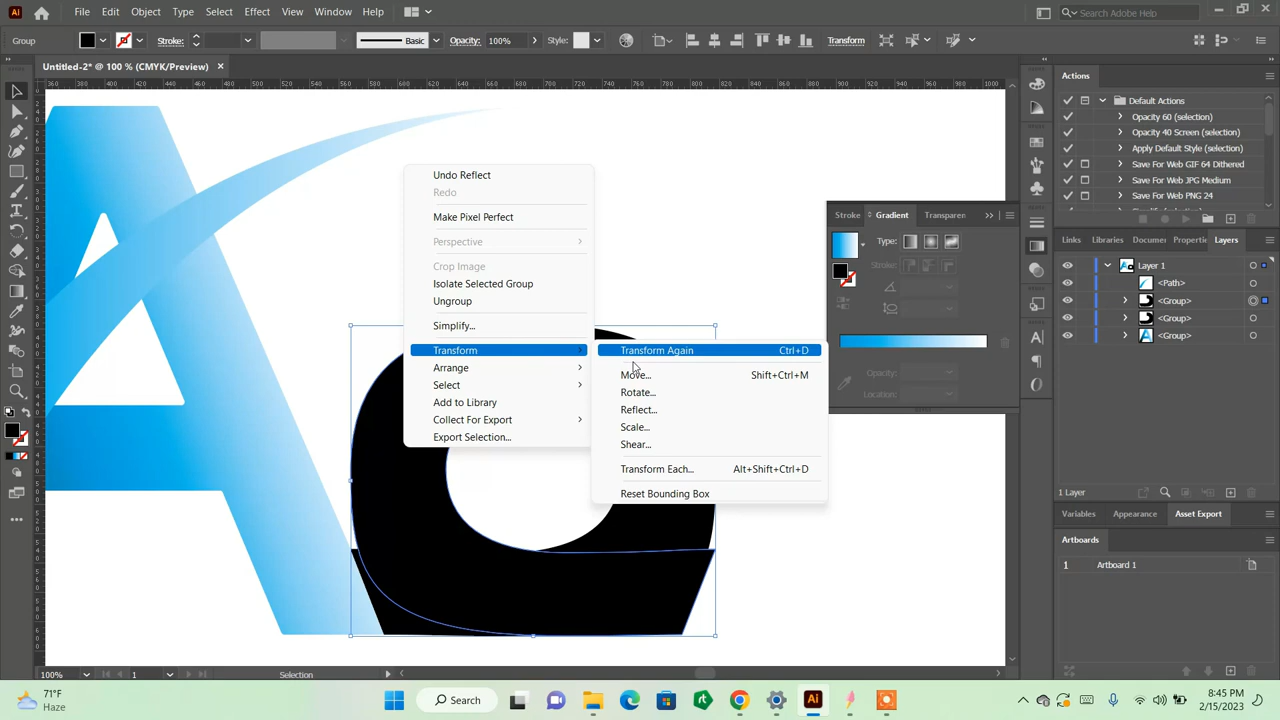 Ai File Edit Object Type Select Effect View Window Help Search Adobe Help
Group Stroke: Basic Opacity: 100% Style: Transform
Untitled-2* @ 100 % (CMYK/Preview) ×
Actions
Default Actions
Opacity 60 (selection)
Opacity 40 Screen (selection)
Apply Default Style (selection)
Save For Web GIF 64 Dithered
Save For Web JPG Medium
Save For Web PNG 24
Undo Reflect
Redo
Make Pixel Perfect
Perspective
Crop Image
Isolate Selected Group
Ungroup
Simplify...
Transform
Arrange
Select
Add to Library
Collect For Export
Export Selection...
Transform Again Ctrl+D
Move... Shift+Ctrl+M
Rotate...
Reflect...
Scale...
Shear...
Transform Each... Alt+Shift+Ctrl+D
Reset Bounding Box
Stroke Gradient Transparen
Type:
Stroke:
Opacity:
Location:
Links Libraries Documen Propertie Layers
Layer 1
<Path>
<Group>
<Group>
<Group>
1 Layer
Variables Appearance Asset Export
Artboards
1 Artboard 1
100% 1 Selection
71°F
Haze
Search
8:45 PM
2/15/2023